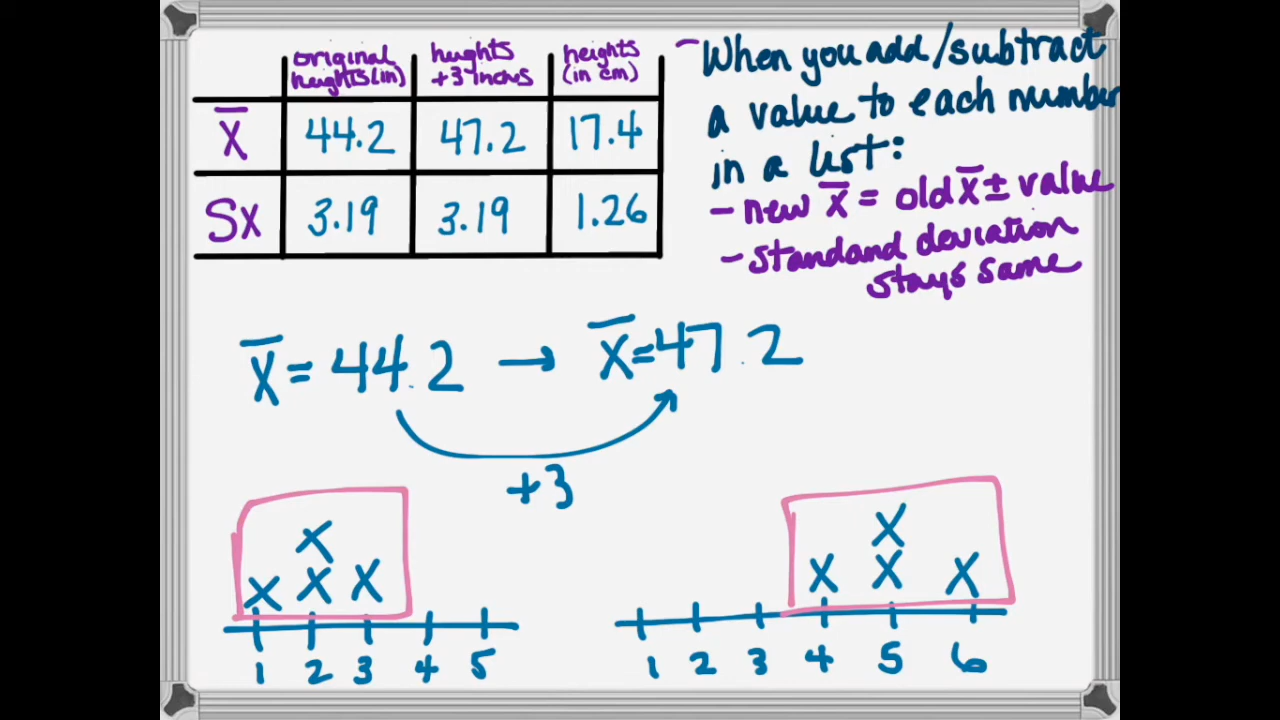 original heights +3 heights
heights(in) +3 inches (in cm)
x̄ 44.2 47.2 17.4
Sx 3.19 3.19 1.26
- When you add/subtract
a value to each number
in a list:
- new x̄ = old x̄ ± value
- standard deviation
stays same
x̄ = 44.2 → x̄=47.2
+3
X X
X X X X X X
1 2 3 4 5 1 2 3 4 5 6